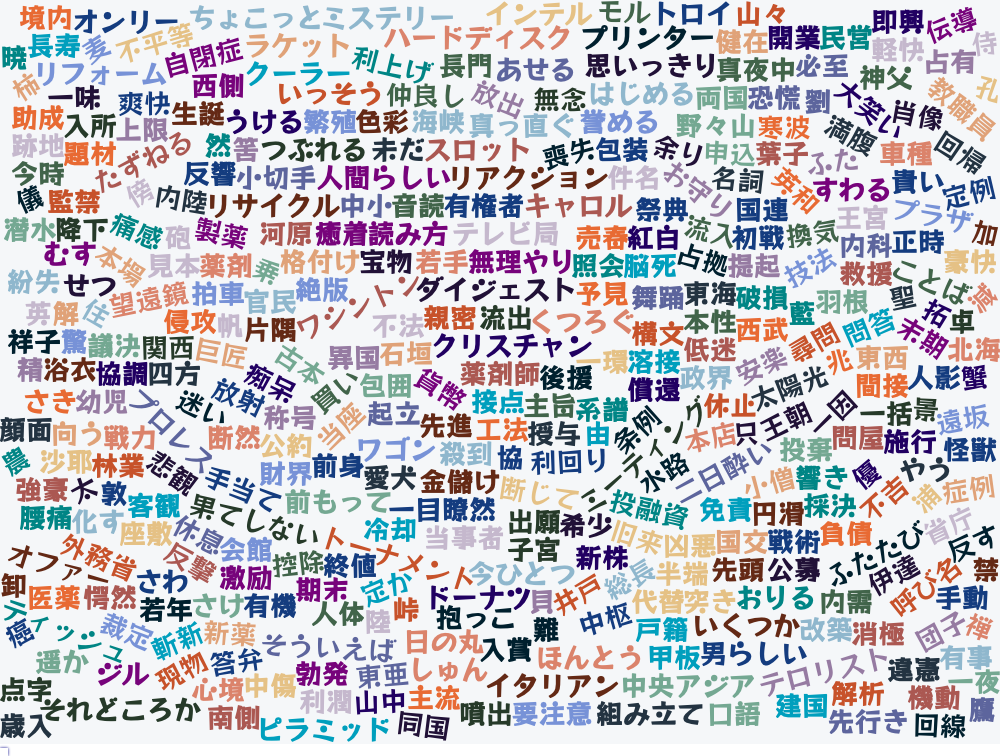 境内 オンリー ちょこっとミステリー インテル モルトロイ 山々 即興 伝導
暁 長寿 麦 不平等 自閉症 ラケット ハードディスク プリンター 健在 開業 民営 軽快 占有 侍
柿 リフォーム 西側 クーラー 利上げ 長門 あせる 思いっきり 真夜中 必至 神父 教職員 孔
一味 爽快 いっそう 仲良し 放出 無念 はじめる 両国 恐慌 劉 大笑い 肖像
助成 入所 上限 生誕 うける 繁殖 色彩 海峡 真っ直ぐ 誉める 野々山 寒波 満腹 回帰
跡地 題材 たずねる 然 答 つぶれる 未だ スロット 喪失 包装 余り 申込 葉子 ふた 車種
今時 反響 小切手 人間らしい リアクション 件名 お守り 名詞 英和 すわる 貴い 定例
儀 監禁 傍 内陸 リサイクル 中小 音読 有権者 キャロル 祭典 国連 王宮 プラザ 加
潜水 降下 痛感 砲 製薬 河原 癒着 読み方 テレビ局 売春 紅白 流入 初戦 換気 内科 正時
むす 本場 見本 薬剤 乗 格付け 宝物 若手 無理やり 照会 脳死 占拠 提起 技法 救援 ことば 豪快
紛失 せつ 望遠鏡 拍車 官民 絶版 ワシントン ダイジェスト 予見 舞踊 東海 破損 藍 羽根 聖 減
英 解 住 侵攻 帆 片隅 不法 親密 流出 くつろぐ 構文 本性 西武 尋問 問答 末期 拓 卓
祥子 驚 議決 関西 巨匠 古本 異国 石垣 クリスチャン 一環 溶接 低迷 安楽 兆 東西 北海
精 浴衣 協調 四方 放射 痴呆 買い 包囲 貨幣 薬剤師 後援 償還 政界 太陽光 間接 人影 蟹
さき 幼児 プロレス 迷い 称号 当座 起立 先進 接点 主旨 系譜 条例 シーティング 休止 只 王朝 一因 一括 景 遠坂
顔面 向う 戦力 断然 公約 ワゴン 殺到 工法 授与 由 水路 本店 投棄 問屋 施行 怪獣
農 沙耶 林業 悲観 手当て 財界 前身 愛犬 協 利回り 二日酔い 小僧 響き 優 やっ
強豪 太 敦 客観 果てしない 前もって 金儲け 一目瞭然 断じて 投融資 免責 円滑 採決 不吉 浦 症例
腰痛 化す 座敷 休息 会館 冷却 当事者 出願 希少 旧来 凶悪 国文 戦術 負債 省庁
オファー 外務省 反撃 控除 終値 トーナメント 今ひとつ 子宮 新株 総長 半端 先頭 公募 ふたたび 伊達 反す
卸 医薬 愕然 さわ 激励 期末 定か ドーナツ 貝 井戸 代替 突き おりる 内需 呼び名 手動 禁
ティッシュ 若年 さけ 有機 人体 陸 峠 抱っこ 難 中枢 戸籍 いくつか 改築 消極 団子 禅
癌 裁定 斬新 新薬 そういえば 日の丸 入賞 ほんとう 甲板 男らしい 違憲 有事
遥か ジル 現物 答弁 勃発 東亜 しゅん イタリアン 中央アジア テロリスト 一夜
点字 心境 中傷 利潤 山中 主流 噴出 要注意 組み立て 口語 建国 解析 機動 鷹
歳入 それどころか 南側 ピラミッド 同国 先行き 回線